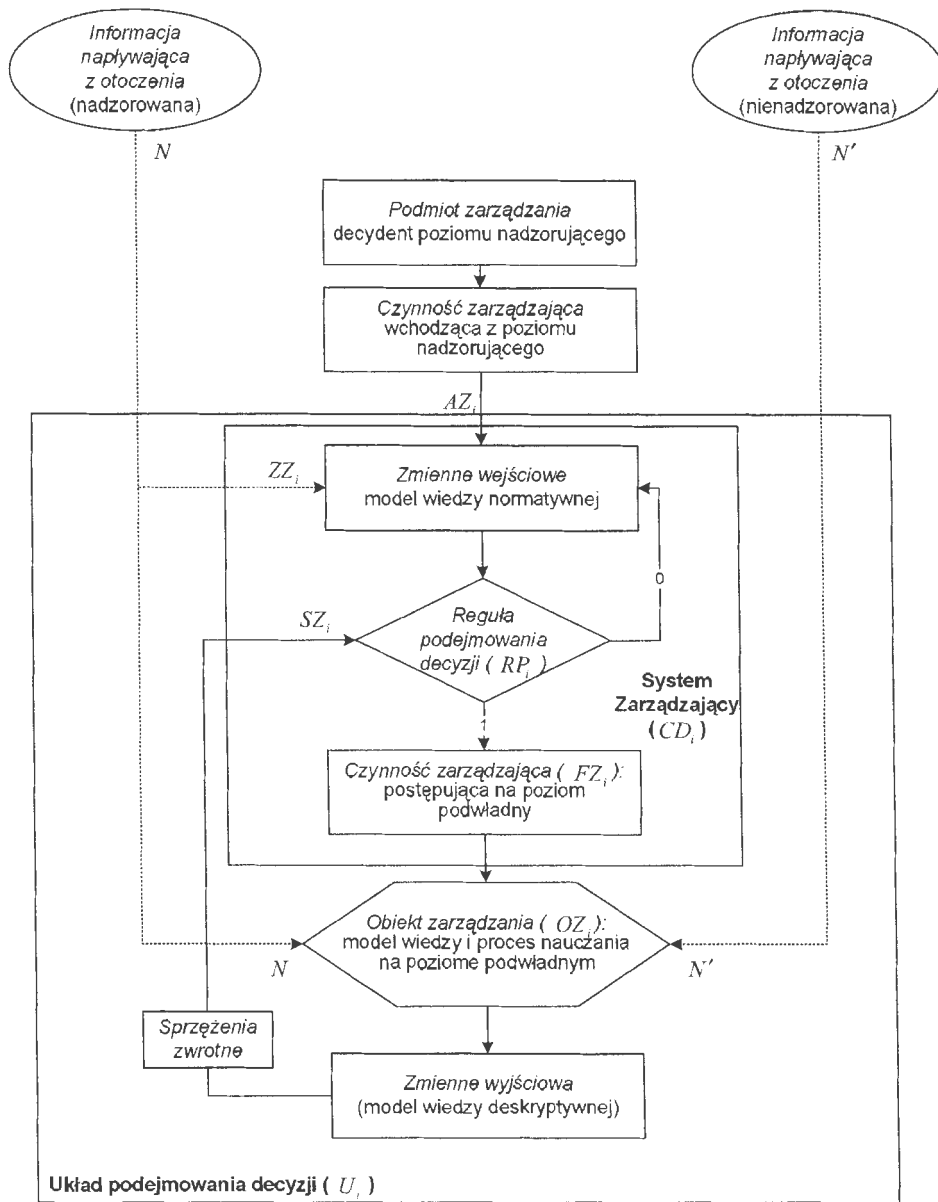 Informacja
napływająca
z otoczenia
(nadzorowana)
Informacja
napływająca
z otoczenia
(nienadzorowana)
N
N'
Podmiot zarządzania
decydent poziomu nadzorującego
Czynność zarządzająca
wchodząca z poziomu
nadzorującego
AZ_i
ZZ_i
Zmienne wejściowe
model wiedzy normatywnej
0
SZ_i
Reguła
podejmowania
decyzji ( RP_i )
System
Zarządzający
( CD_i )
1
Czynność zarządzająca ( FZ_i ):
postępująca na poziom
podwładny
Obiekt zarządzania ( OZ_i ):
model wiedzy i proces nauczania
na poziome podwładnym
N
N'
Sprzężenia
zwrotne
Zmienne wyjściowa
(model wiedzy deskryptywnej)
Układ podejmowania decyzji ( U_i )